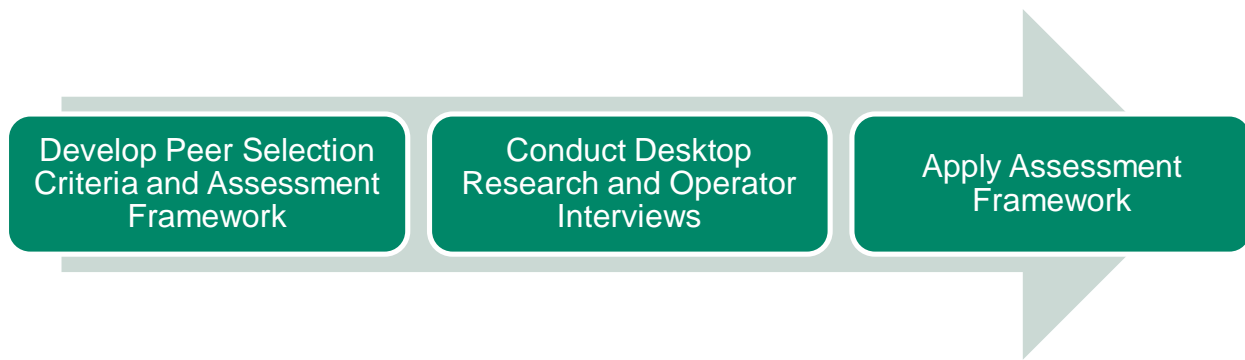 Develop Peer Selection
Criteria and Assessment
Framework
Conduct Desktop
Research and Operator
Interviews
Apply Assessment
Framework